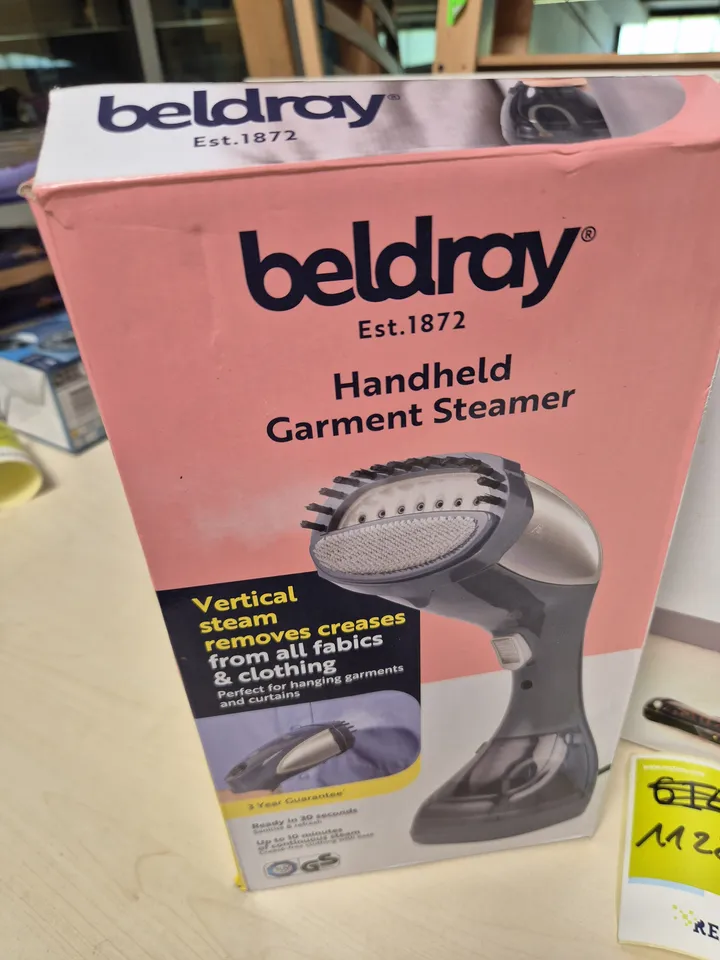 beldray®
Est.1872
beldray®
Est.1872
Handheld
Garment Steamer
Vertical
steam
removes creases
from all fabics
& clothing
Perfect for hanging garments
and curtains
3 Year Guarantee
Ready in 30 seconds
Up to 10 minutes
of continuous steam
GS
RE